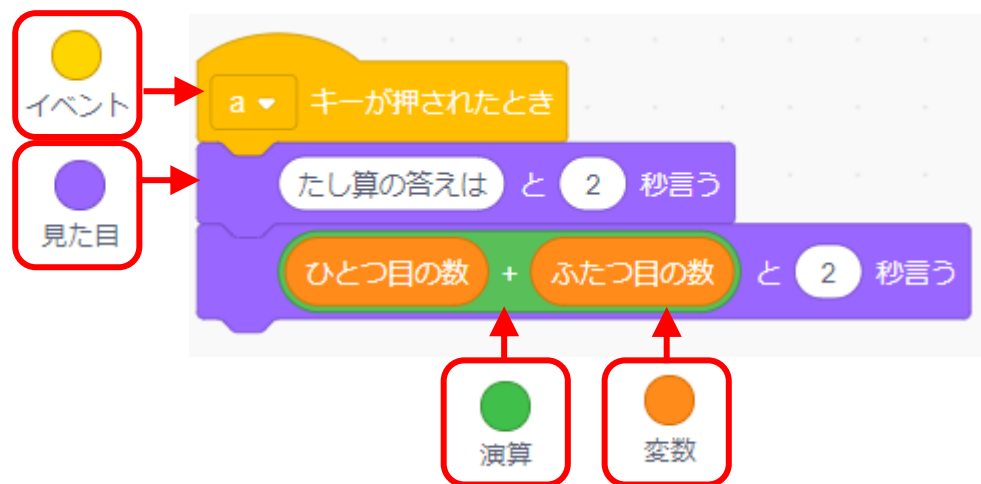 イベント
a キーが押されたとき
見た目
たし算の答えは と 2 秒言う
ひとつ目の数 + ふたつ目の数 と 2 秒言う
演算
変数